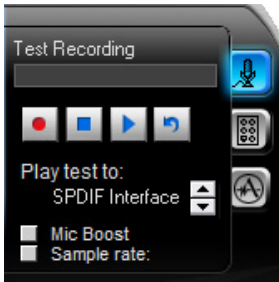 Test Recording
Play test to:
SPDIF Interface
Mic Boost
Sample rate: